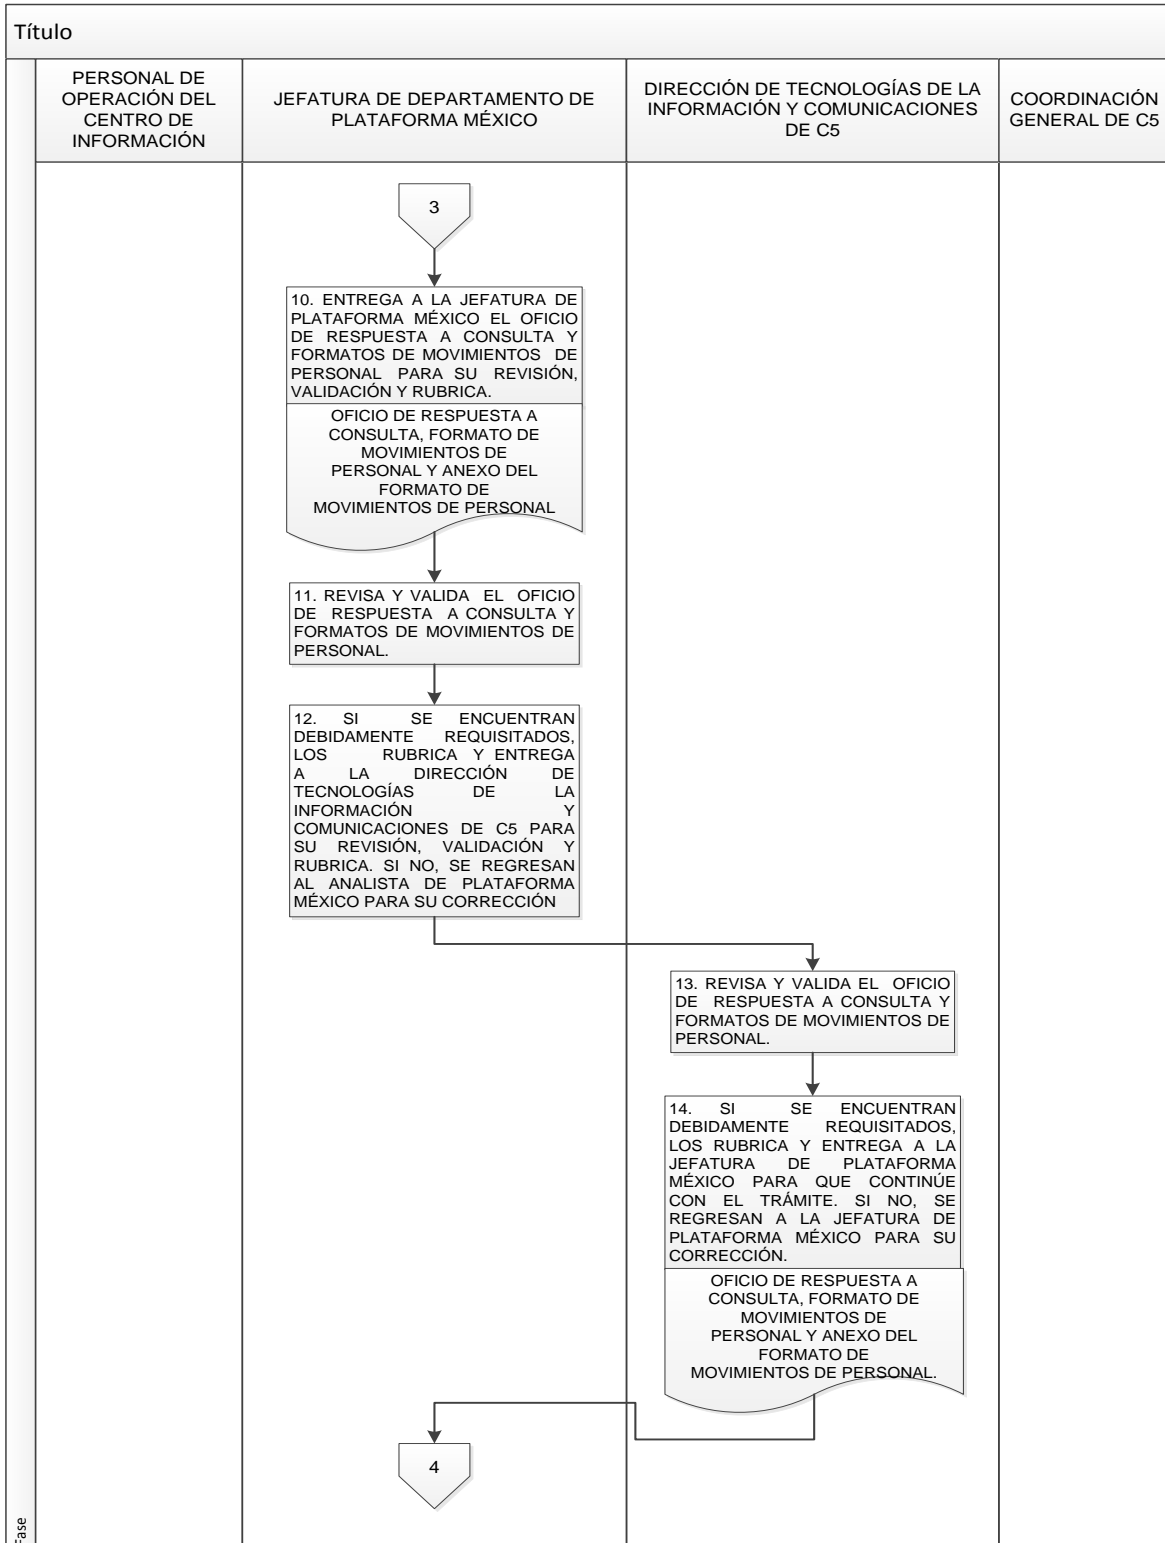 Título
PERSONAL DE
OPERACIÓN DEL
CENTRO DE
INFORMACIÓN
JEFATURA DE DEPARTAMENTO DE
PLATAFORMA MÉXICO
DIRECCIÓN DE TECNOLOGÍAS DE LA
INFORMACIÓN Y COMUNICACIONES
DE C5
COORDINACIÓN
GENERAL DE C5
3
10. ENTREGA A LA JEFATURA DE
PLATAFORMA MÉXICO EL OFICIO
DE RESPUESTA A CONSULTA Y
FORMATOS DE MOVIMIENTOS DE
PERSONAL PARA SU REVISIÓN,
VALIDACIÓN Y RUBRICA.
OFICIO DE RESPUESTA A
CONSULTA, FORMATO DE
MOVIMIENTOS DE
PERSONAL Y ANEXO DEL
FORMATO DE
MOVIMIENTOS DE PERSONAL
11. REVISA Y VALIDA EL OFICIO
DE RESPUESTA A CONSULTA Y
FORMATOS DE MOVIMIENTOS DE
PERSONAL.
12. SI SE ENCUENTRAN
DEBIDAMENTE REQUISITADOS,
LOS RUBRICA Y ENTREGA
A LA DIRECCIÓN DE
TECNOLOGÍAS DE LA
INFORMACIÓN Y
COMUNICACIONES DE C5 PARA
SU REVISIÓN, VALIDACIÓN Y
RUBRICA. SI NO, SE REGRESAN
AL ANALISTA DE PLATAFORMA
MÉXICO PARA SU CORRECCIÓN
13. REVISA Y VALIDA EL OFICIO
DE RESPUESTA A CONSULTA Y
FORMATOS DE MOVIMIENTOS DE
PERSONAL.
14. SI SE ENCUENTRAN
DEBIDAMENTE REQUISITADOS,
LOS RUBRICA Y ENTREGA A LA
JEFATURA DE PLATAFORMA
MÉXICO PARA QUE CONTINÚE
CON EL TRÁMITE. SI NO, SE
REGRESAN A LA JEFATURA DE
PLATAFORMA MÉXICO PARA SU
CORRECCIÓN.
OFICIO DE RESPUESTA A
CONSULTA, FORMATO DE
MOVIMIENTOS DE
PERSONAL Y ANEXO DEL
FORMATO DE
MOVIMIENTOS DE PERSONAL.
4
Fase